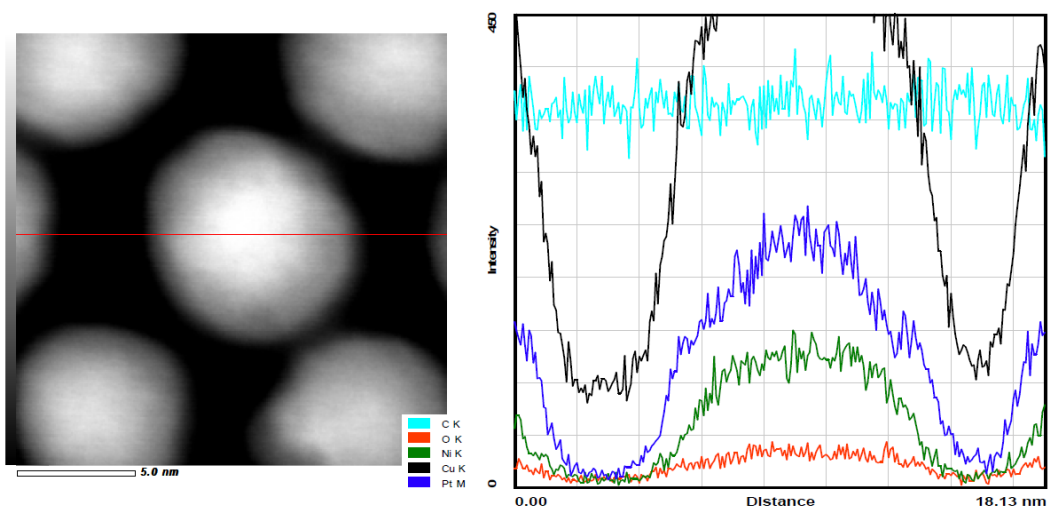 450
Intensity
0
0.00 Distance 18.13 nm
C K
O K
Ni K
Cu K
Pt M
5.0 nm